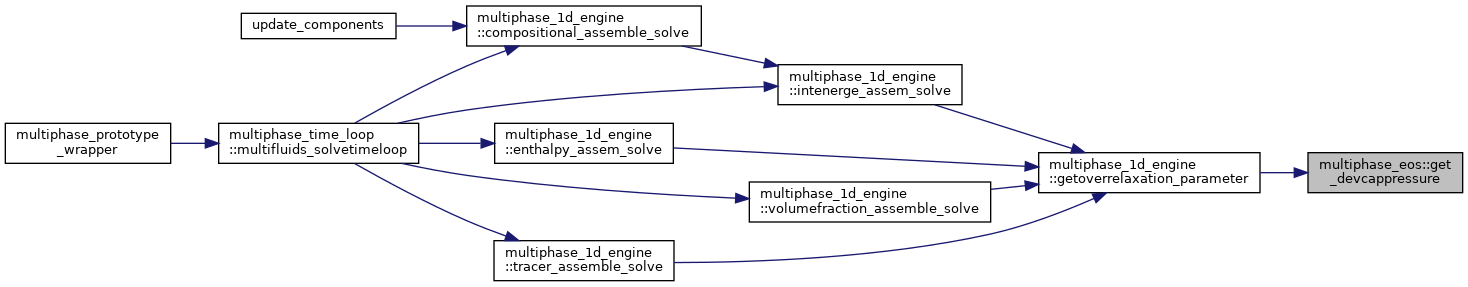 update_components
multiphase_1d_engine
::compositional_assemble_solve
multiphase_1d_engine
::intenerge_assem_solve
multiphase_prototype
_wrapper
multiphase_time_loop
::multifluids_solvetimeloop
multiphase_1d_engine
::enthalpy_assem_solve
multiphase_1d_engine
::volumefraction_assemble_solve
multiphase_1d_engine
::tracer_assemble_solve
multiphase_1d_engine
::getoverrelaxation_parameter
multiphase_eos::get
_devcappressure